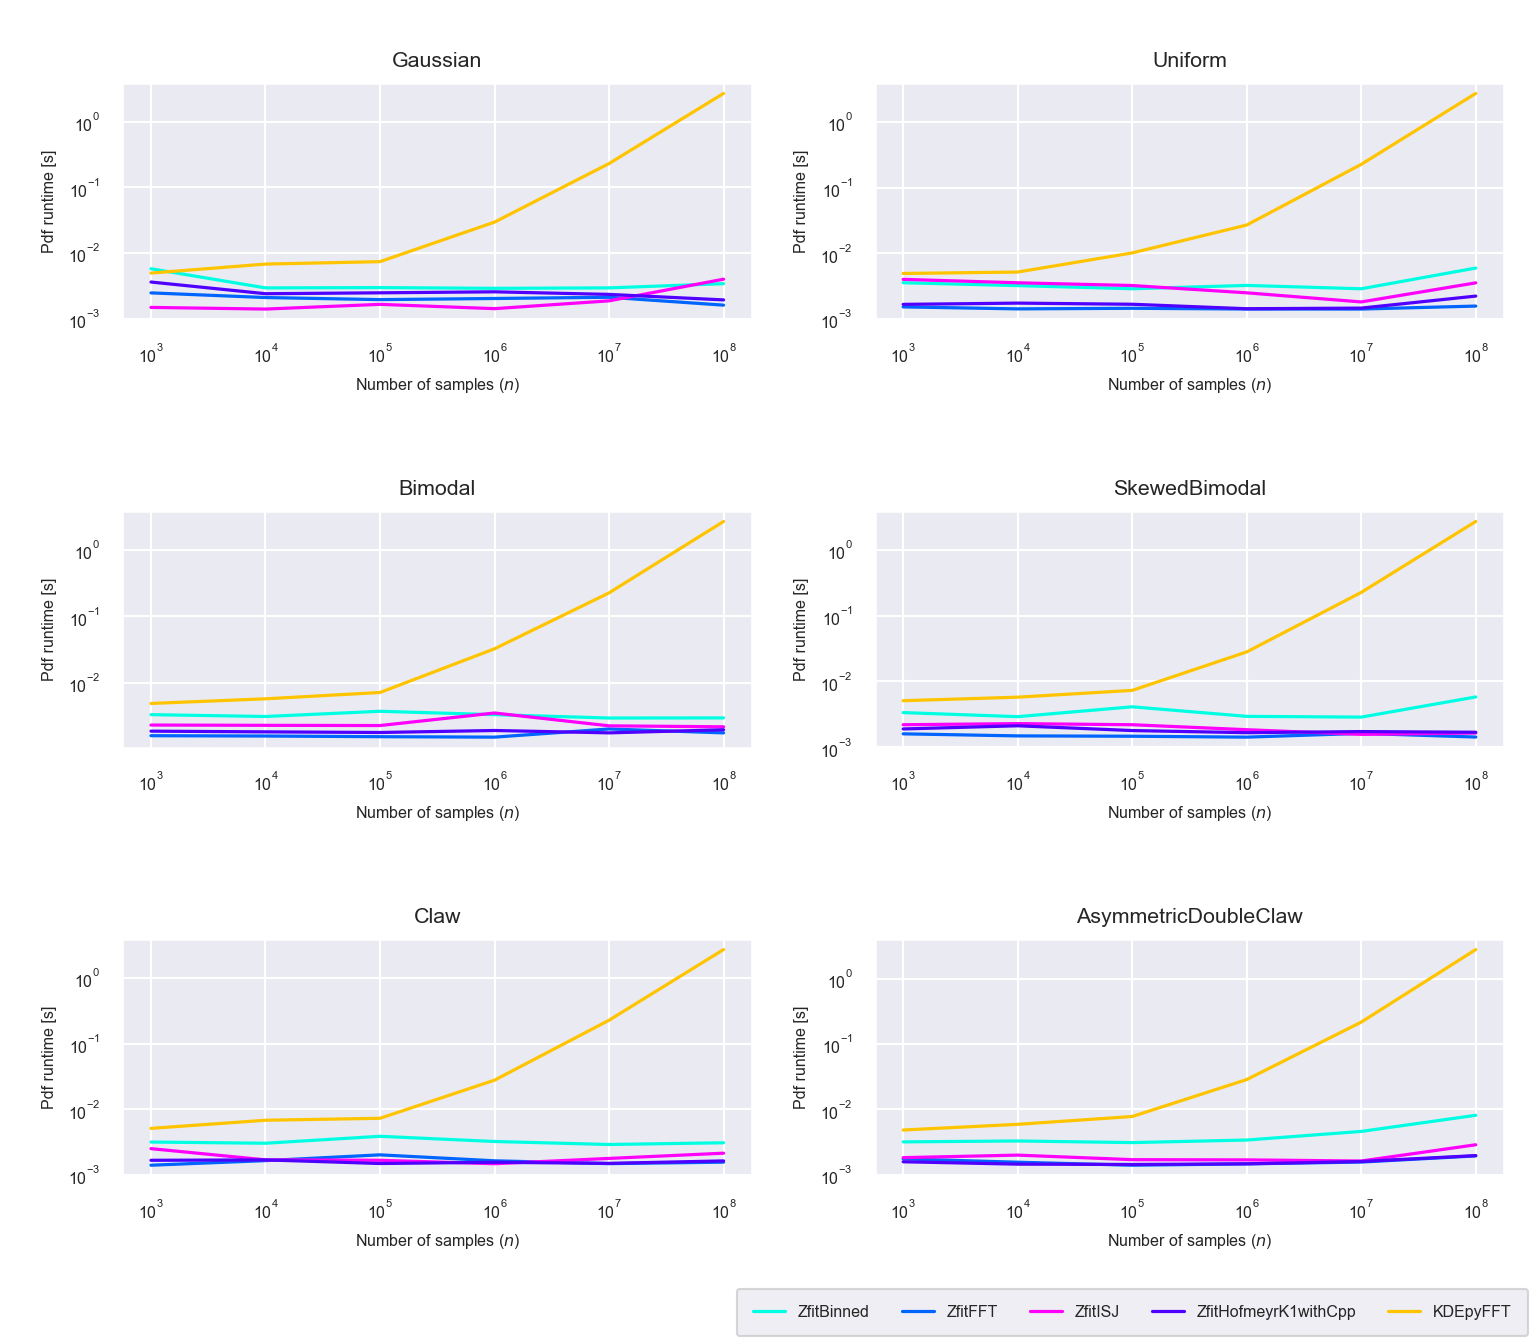 Gaussian
Uniform
Pdf runtime [s]
10^0
10^−1
10^−2
10^−3
10^3 10^4 10^5 10^6 10^7 10^8
Number of samples (n)
Pdf runtime [s]
10^0
10^−1
10^−2
10^−3
10^3 10^4 10^5 10^6 10^7 10^8
Number of samples (n)
Bimodal
SkewedBimodal
Pdf runtime [s]
10^0
10^−1
10^−2
10^3 10^4 10^5 10^6 10^7 10^8
Number of samples (n)
Pdf runtime [s]
10^0
10^−1
10^−2
10^−3
10^3 10^4 10^5 10^6 10^7 10^8
Number of samples (n)
Claw
AsymmetricDoubleClaw
Pdf runtime [s]
10^0
10^−1
10^−2
10^−3
10^3 10^4 10^5 10^6 10^7 10^8
Number of samples (n)
Pdf runtime [s]
10^0
10^−1
10^−2
10^−3
10^3 10^4 10^5 10^6 10^7 10^8
Number of samples (n)
ZfitBinned ZfitFFT ZfitISJ ZfitHofmeyrK1withCpp KDEpyFFT